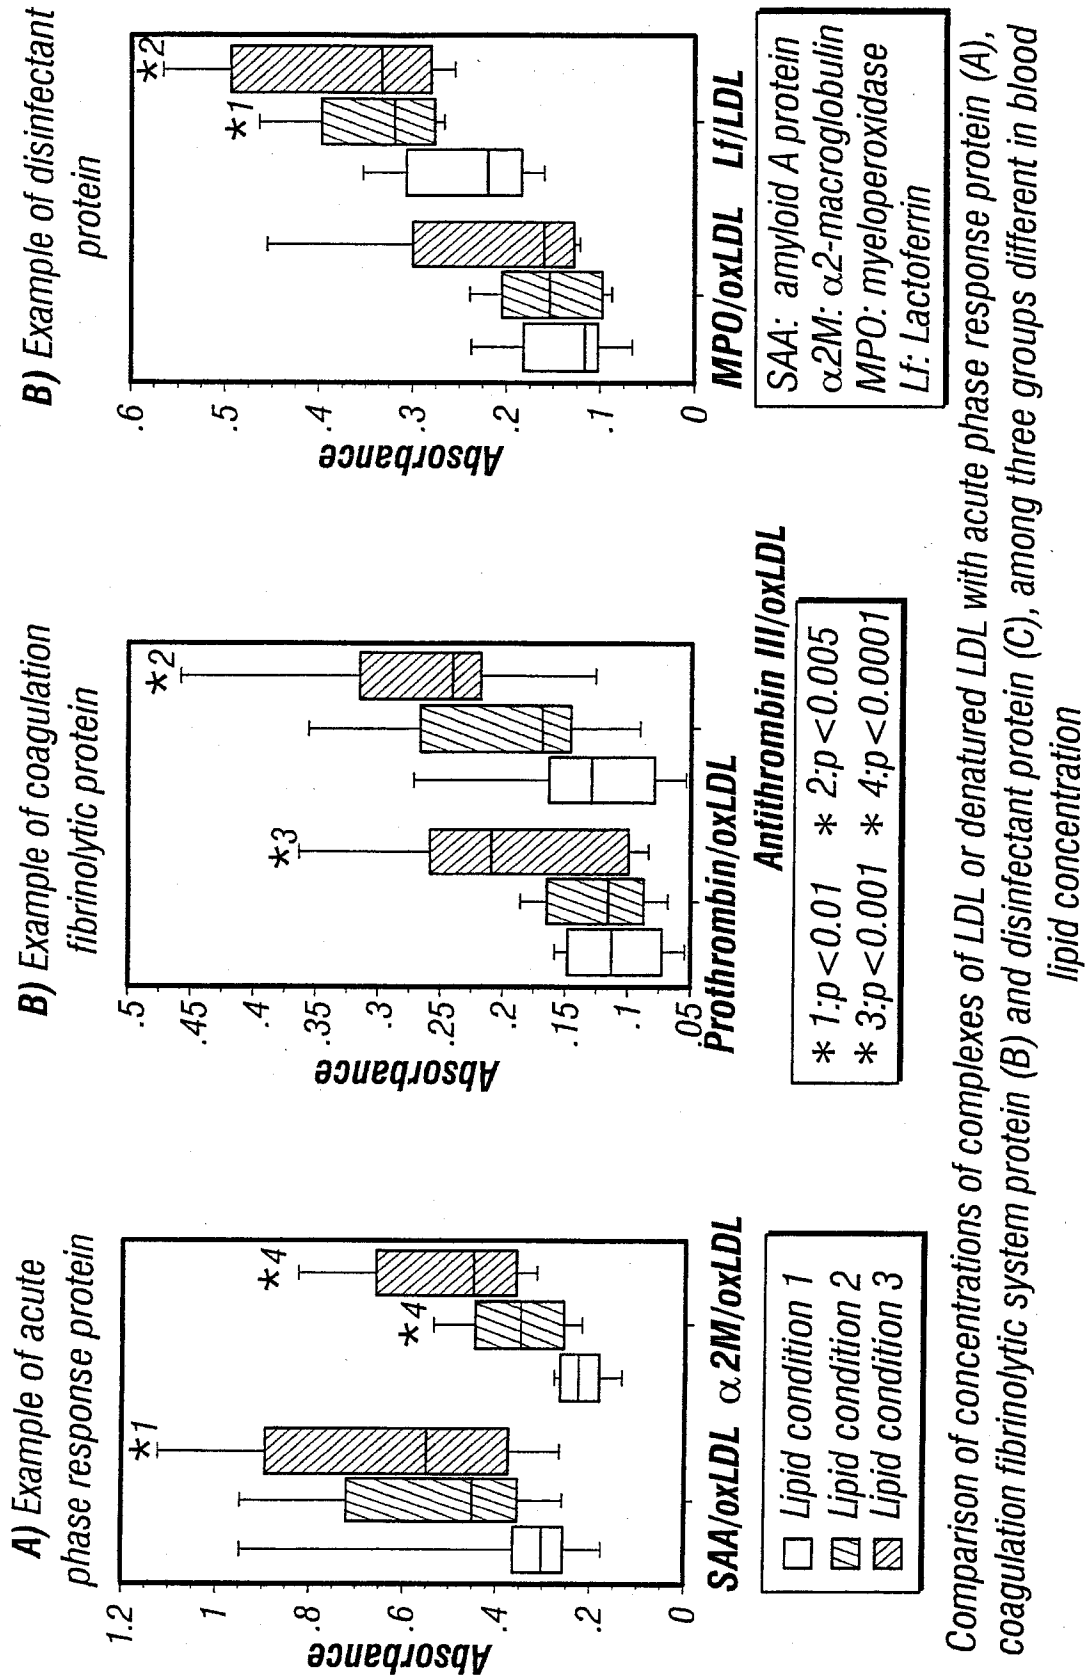 A) Example of acute
phase response protein
Absorbance
1.2
1
.8
.6
.4
.2
0
*1
*4
*4
SAA/oxLDL α2M/oxLDL
Lipid condition 1
Lipid condition 2
Lipid condition 3
B) Example of coagulation
fibrinolytic protein
Absorbance
.5
.45
.4
.35
.3
.25
.2
.15
.1
.05
*3
*2
Prothrombin/oxLDL
Antithrombin III/oxLDL
*1:p<0.01 *2:p<0.005
*3:p<0.001 *4:p<0.0001
B) Example of disinfectant
protein
Absorbance
.6
.5
.4
.3
.2
.1
0
*1
*2
MPO/oxLDL Lf/LDL
SAA: amyloid A protein
α2M: α2-macroglobulin
MPO: myeloperoxidase
Lf: Lactoferrin
Comparison of concentrations of complexes of LDL or denatured LDL with acute phase response protein (A),
coagulation fibrinolytic system protein (B) and disinfectant protein (C), among three groups different in blood
lipid concentration